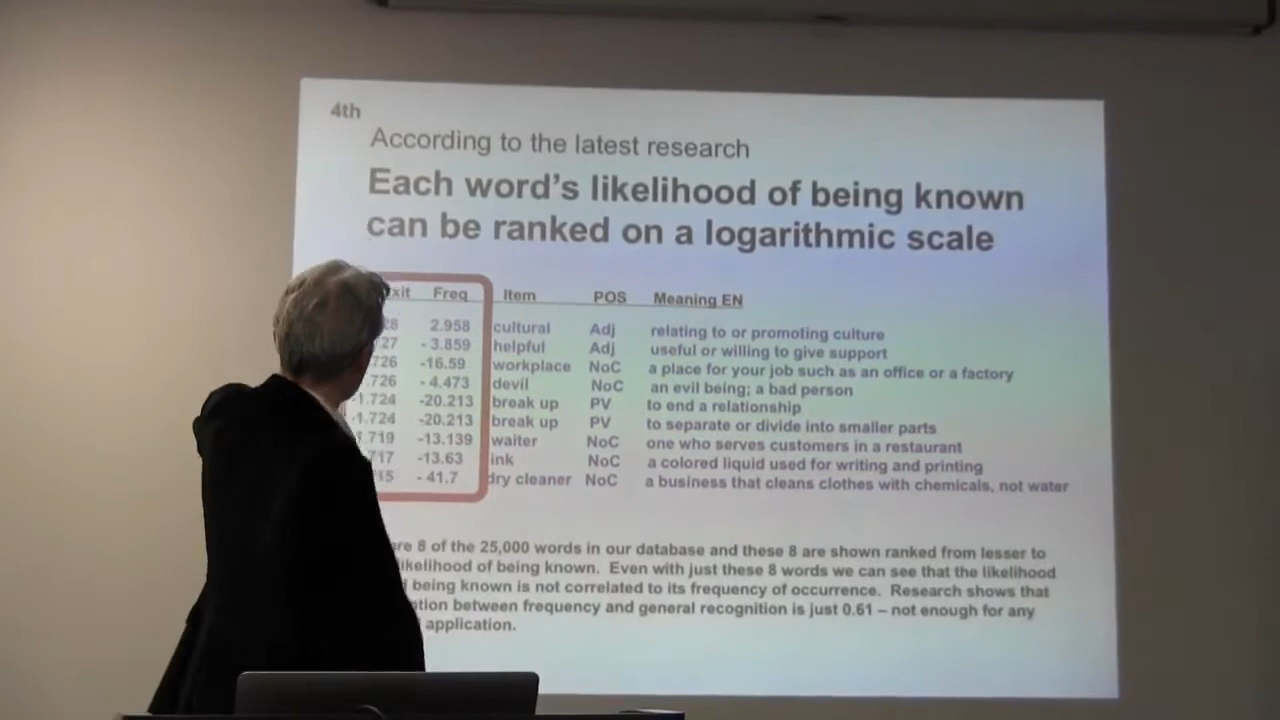 4th
According to the latest research
Each word's likelihood of being known
can be ranked on a logarithmic scale
Freq Item POS Meaning EN
2.958 cultural Adj relating to or promoting culture
- 3.859 helpful Adj useful or willing to give support
-16.59 workplace NoC a place for your job such as an office or a factory
- 4.473 devil NoC an evil being; a bad person
-1.724 -20.213 break up PV to end a relationship
-1.724 -20.213 break up PV to separate or divide into smaller parts
-13.139 waiter NoC one who serves customers in a restaurant
-13.63 ink NoC a colored liquid used for writing and printing
- 41.7 dry cleaner NoC a business that cleans clothes with chemicals, not water
8 of the 25,000 words in our database and these 8 are shown ranked from lesser to
likelihood of being known. Even with just these 8 words we can see that the likelihood
being known is not correlated to its frequency of occurrence. Research shows that
between frequency and general recognition is just 0.61 – not enough for any
application.